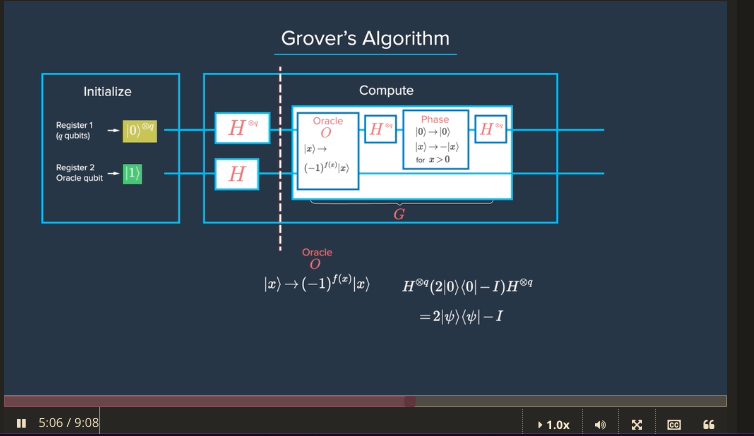 Grover's Algorithm
Initialize
Register 1
(q qubits)
|0⟩⊗q
Register 2
Oracle qubit
|1⟩
Compute
H⊗q
H
Oracle
O
|x⟩→
(−1)^f(x)|x⟩
H⊗q
Phase
|0⟩→|0⟩
|x⟩→−|x⟩
for x>0
H⊗q
G
Oracle
O
|x⟩→(−1)^f(x)|x⟩
H⊗q(2|0⟩⟨0|−I)H⊗q
=2|ψ⟩⟨ψ|−I
5:06 / 9:08
1.0x
CC